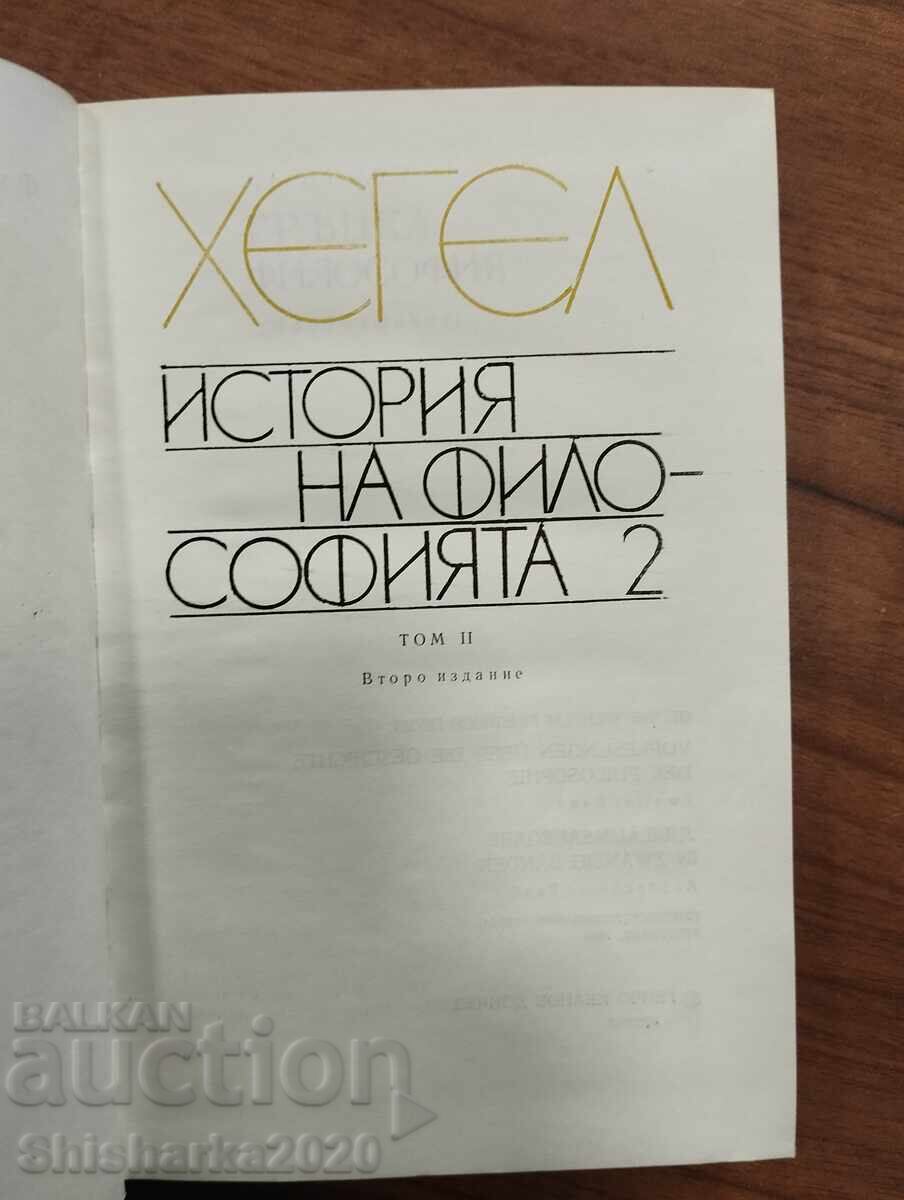 ХЕГЕЛ
ИСТОРИЯ
НА ФИЛО-
СОФИЯТА 2
ТОМ II
Второ издание
BALKAN
auction
Shisharka2020